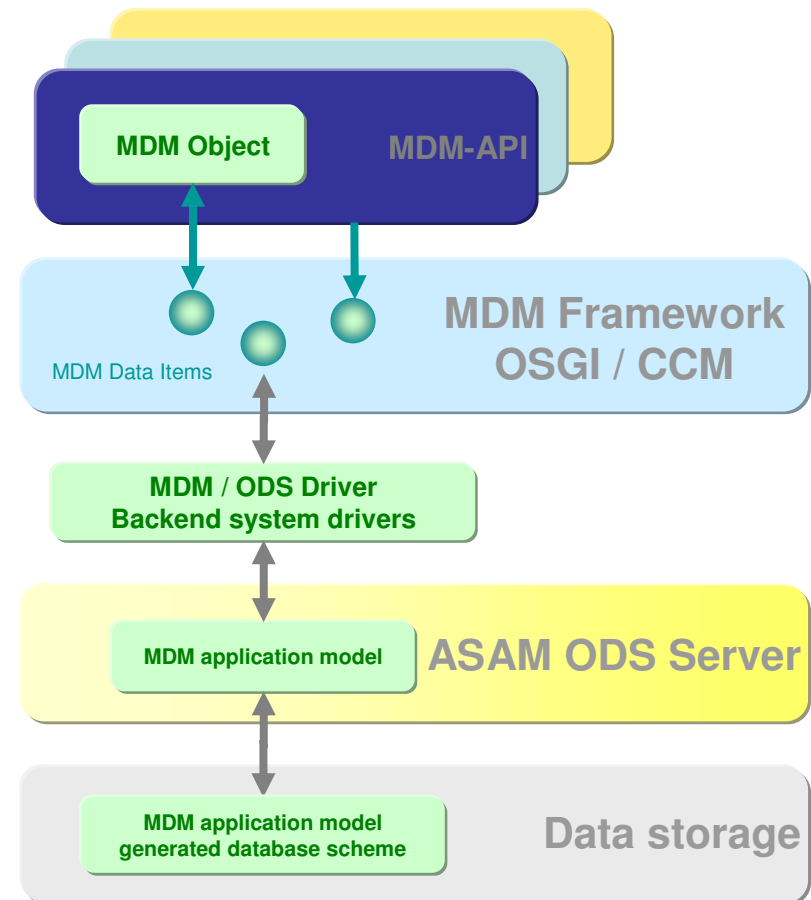 MDM Object
MDM-API
MDM Framework
OSGI / CCM
MDM Data Items
MDM / ODS Driver
Backend system drivers
MDM application model
ASAM ODS Server
MDM application model
generated database scheme
Data storage